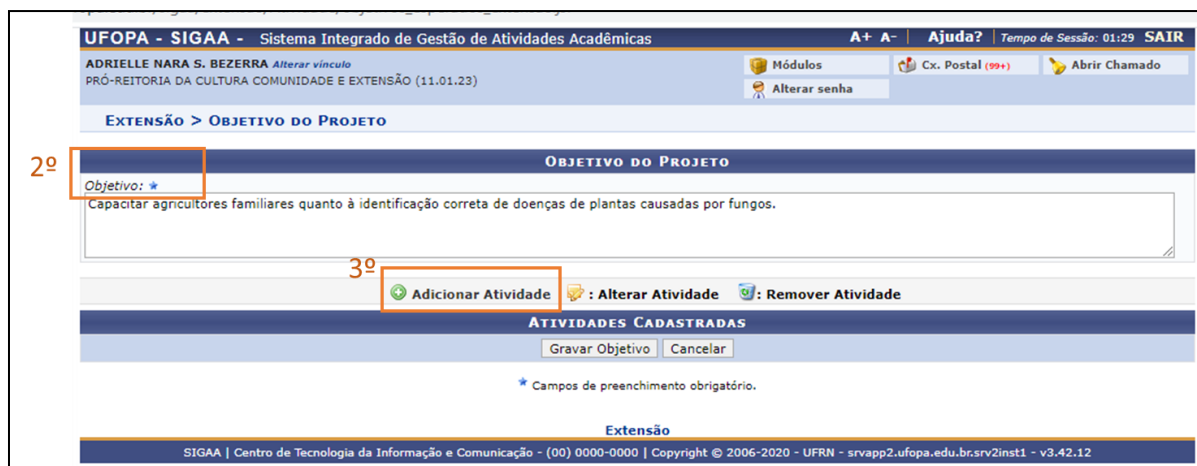 UFOPA - SIGAA - Sistema Integrado de Gestão de Atividades Acadêmicas A+ A- | Ajuda? | Tempo de Sessão: 01:29 SAIR
ADRIELLE NARA S. BEZERRA Alterar vínculo
PRÓ-REITORIA DA CULTURA COMUNIDADE E EXTENSÃO (11.01.23)
Módulos Cx. Postal (99+) Abrir Chamado
Alterar senha
EXTENSÃO > OBJETIVO DO PROJETO
2º
OBJETIVO DO PROJETO
Objetivo:
Capacitar agricultores familiares quanto à identificação correta de doenças de plantas causadas por fungos.
3º
Adicionar Atividade : Alterar Atividade : Remover Atividade
ATIVIDADES CADASTRADAS
Gravar Objetivo Cancelar
Campos de preenchimento obrigatório.
Extensão
SIGAA | Centro de Tecnologia da Informação e Comunicação - (00) 0000-0000 | Copyright © 2006-2020 - UFRN - srvapp2.ufopa.edu.br.srv2inst1 - v3.42.12